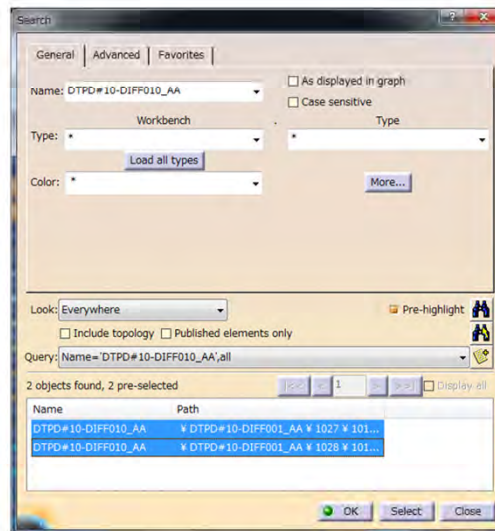 Search
General Advanced Favorites
Name: DTPD#10-DIFF010_AA
As displayed in graph
Case sensitive
Workbench . Type
Type: * *
Load all types
Color: * More...
Look: Everywhere Pre-highlight
Include topology Published elements only
Query: Name='DTPD#10-DIFF010_AA',all
2 objects found, 2 pre-selected |<< < 1 > >>| Display all
Name Path
DTPD#10-DIFF010_AA ¥ DTPD#10-DIFF001_AA ¥ 1027 ¥ 101...
DTPD#10-DIFF010_AA ¥ DTPD#10-DIFF001_AA ¥ 1028 ¥ 101...
OK Select Close